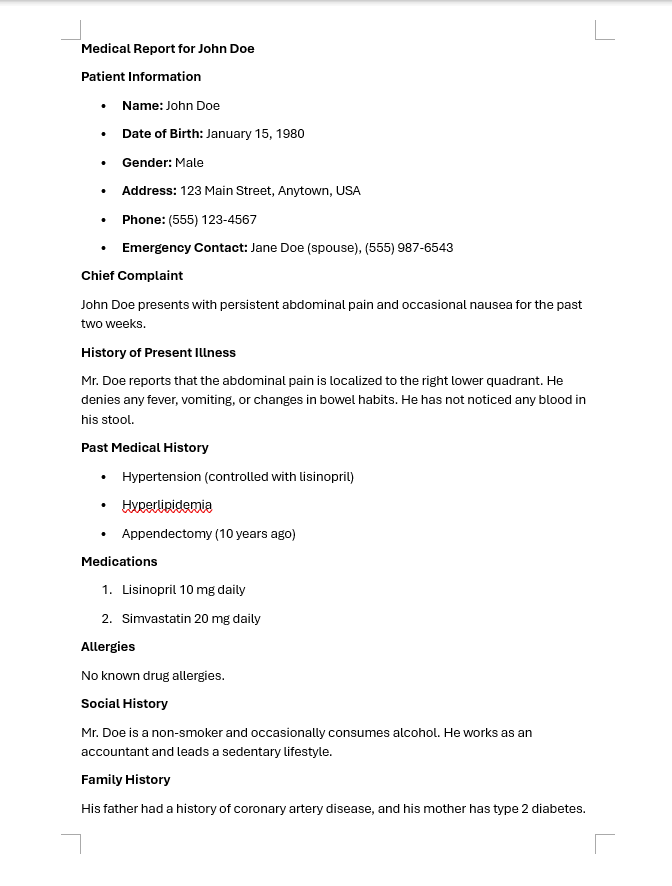 Medical Report for John Doe
Patient Information
• Name: John Doe
• Date of Birth: January 15, 1980
• Gender: Male
• Address: 123 Main Street, Anytown, USA
• Phone: (555) 123-4567
• Emergency Contact: Jane Doe (spouse), (555) 987-6543
Chief Complaint
John Doe presents with persistent abdominal pain and occasional nausea for the past
two weeks.
History of Present Illness
Mr. Doe reports that the abdominal pain is localized to the right lower quadrant. He
denies any fever, vomiting, or changes in bowel habits. He has not noticed any blood in
his stool.
Past Medical History
• Hypertension (controlled with lisinopril)
• Hyperlipidemia
• Appendectomy (10 years ago)
Medications
1. Lisinopril 10 mg daily
2. Simvastatin 20 mg daily
Allergies
No known drug allergies.
Social History
Mr. Doe is a non-smoker and occasionally consumes alcohol. He works as an
accountant and leads a sedentary lifestyle.
Family History
His father had a history of coronary artery disease, and his mother has type 2 diabetes.